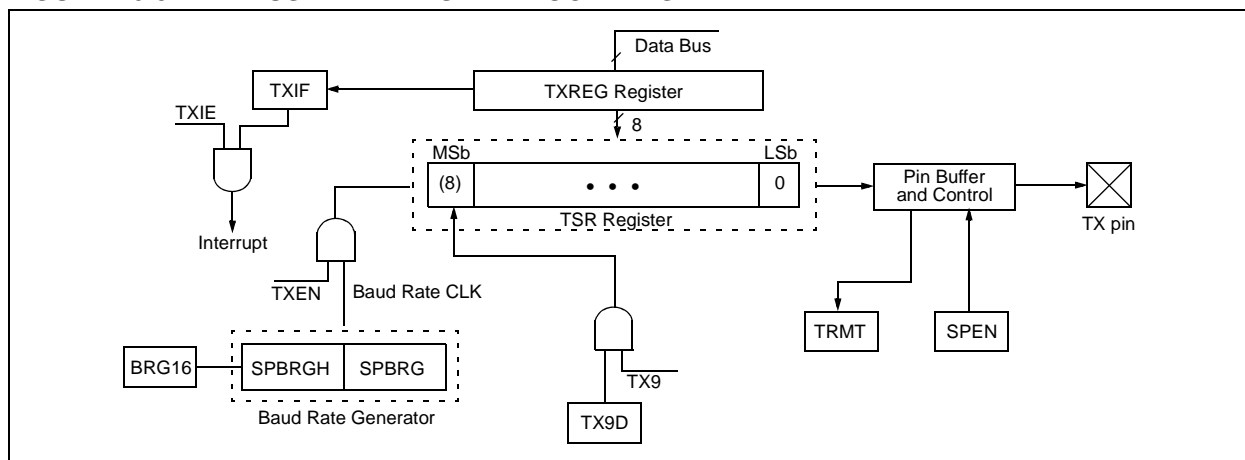 Data Bus
TXIF
TXREG Register
TXIE
8
MSb
LSb
(8)
• • •
0
Pin Buffer
and Control
TSR Register
TX pin
Interrupt
TXEN
Baud Rate CLK
TRMT
SPEN
BRG16
SPBRGH
SPBRG
TX9
Baud Rate Generator
TX9D